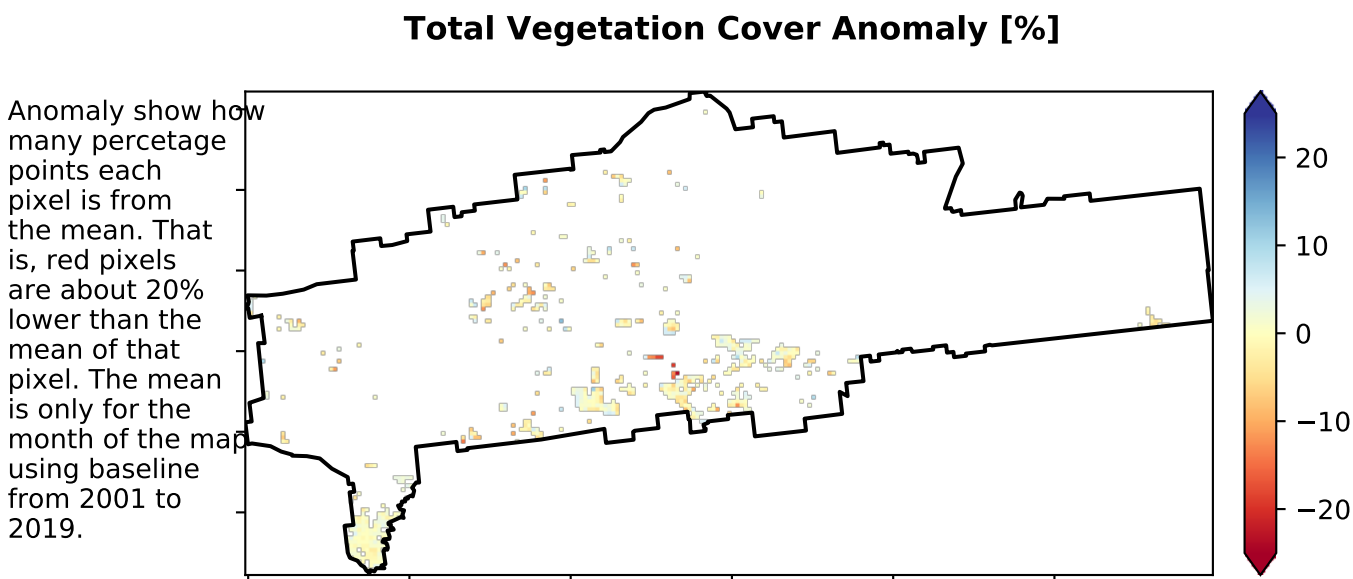 Total Vegetation Cover Anomaly [%]
Anomaly show how
many percetage
points each
pixel is from
the mean. That
is, red pixels
are about 20%
lower than the
mean of that
pixel. The mean
is only for the
month of the map
using baseline
from 2001 to
2019.
20
10
0
−10
−20